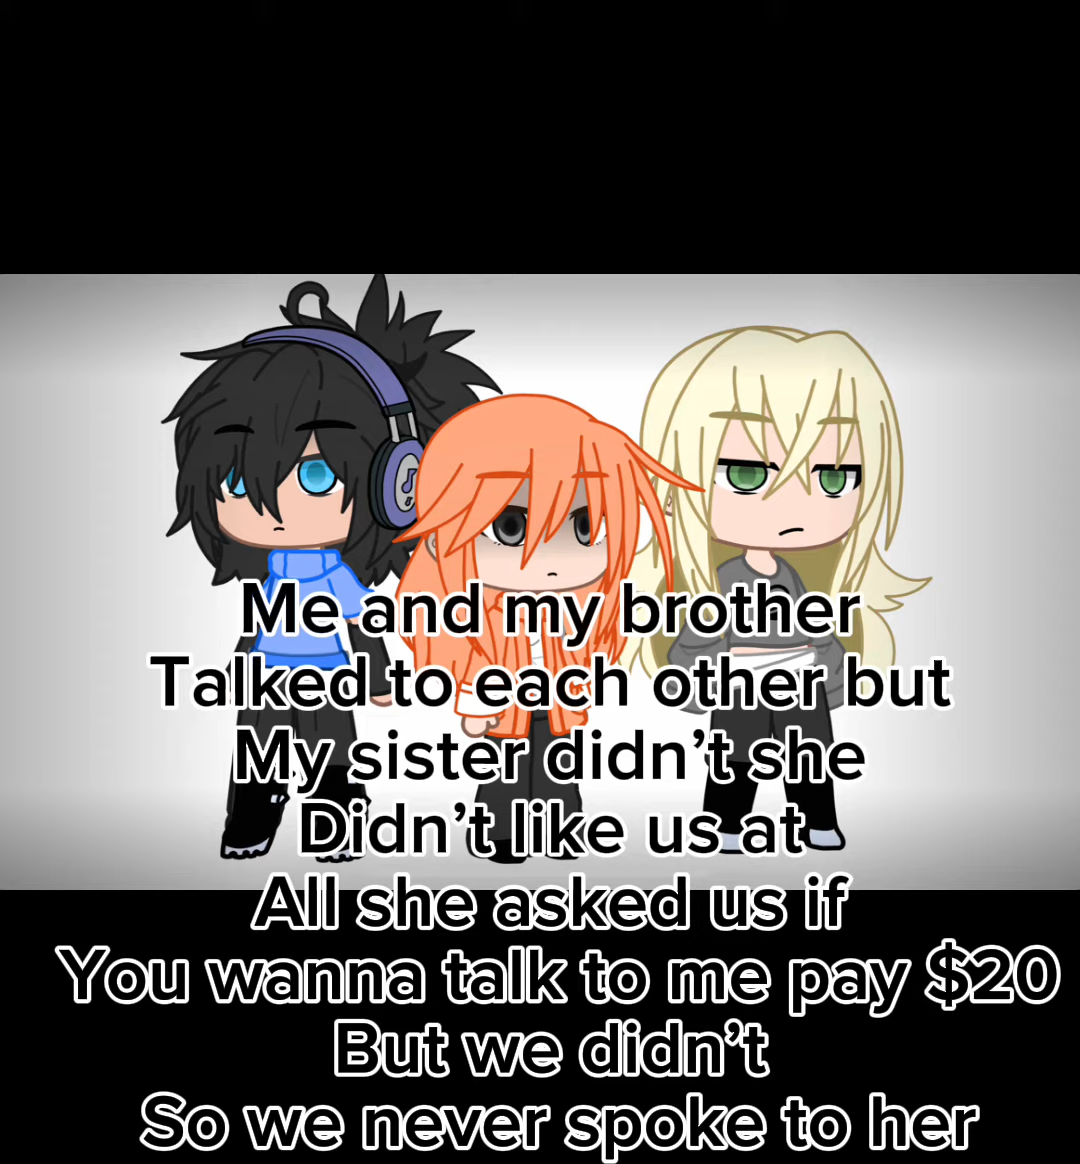 Me and my brother
Talked to each other but
My sister didn’t she
Didn’t like us at
All she asked us if
You wanna talk to me pay $20
But we didn’t
So we never spoke to her